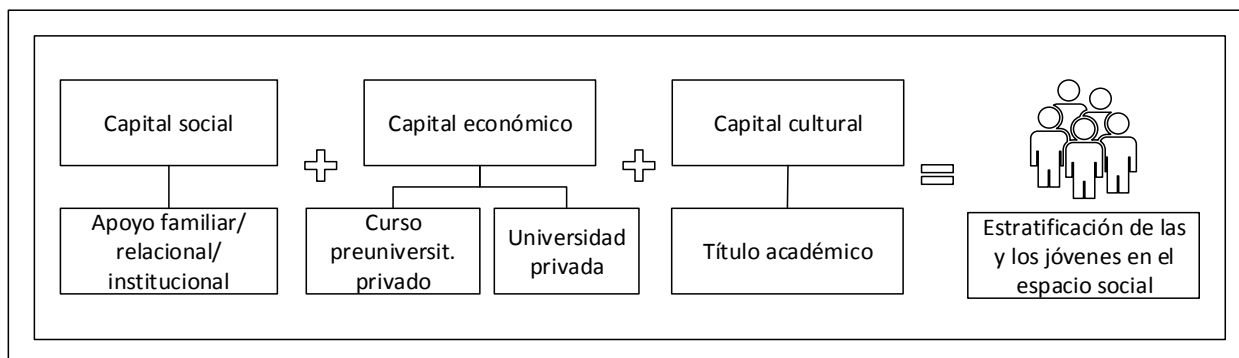 Capital social
Capital económico
Capital cultural
Apoyo familiar/
relacional/
institucional
Curso
preuniversit.
privado
Universidad
privada
Título académico
Estratificación de las
y los jóvenes en el
espacio social